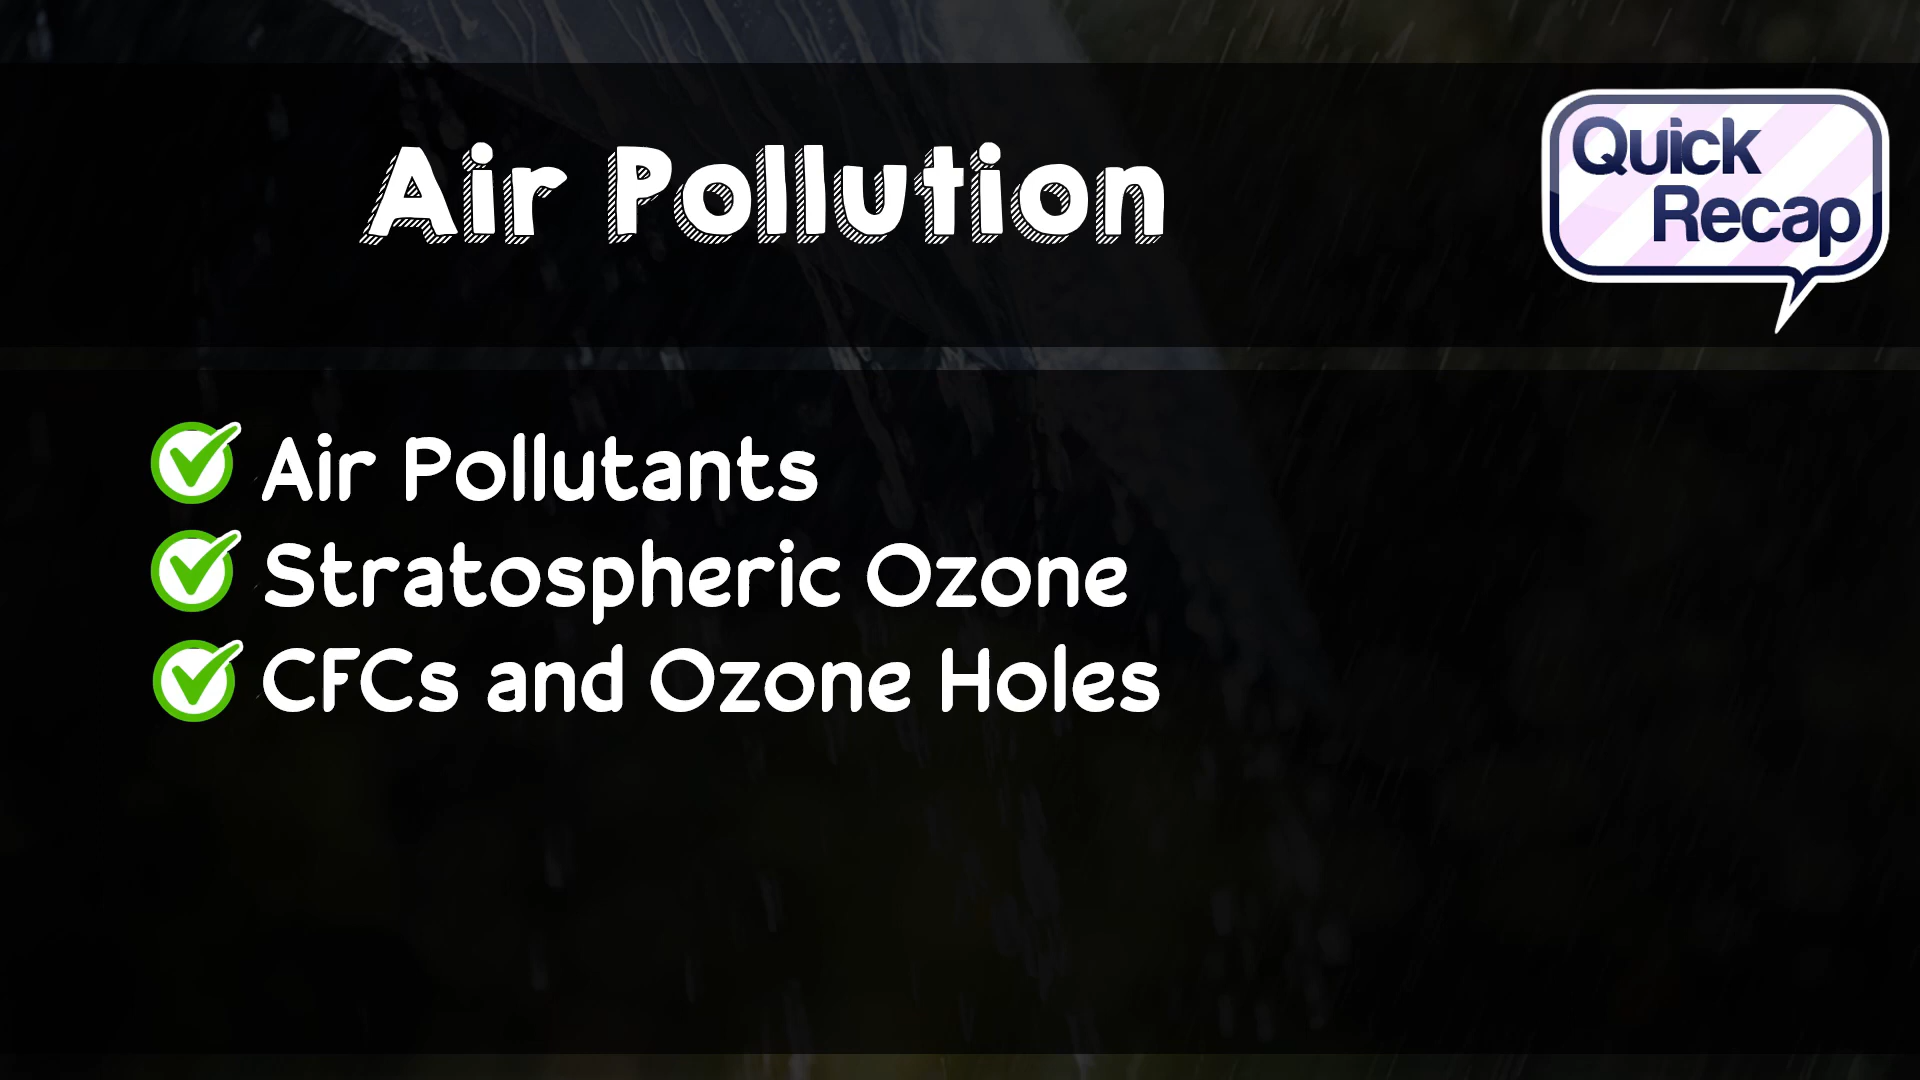 Air Pollution
Quick
Recap
Air Pollutants
Stratospheric Ozone
CFCs and Ozone Holes